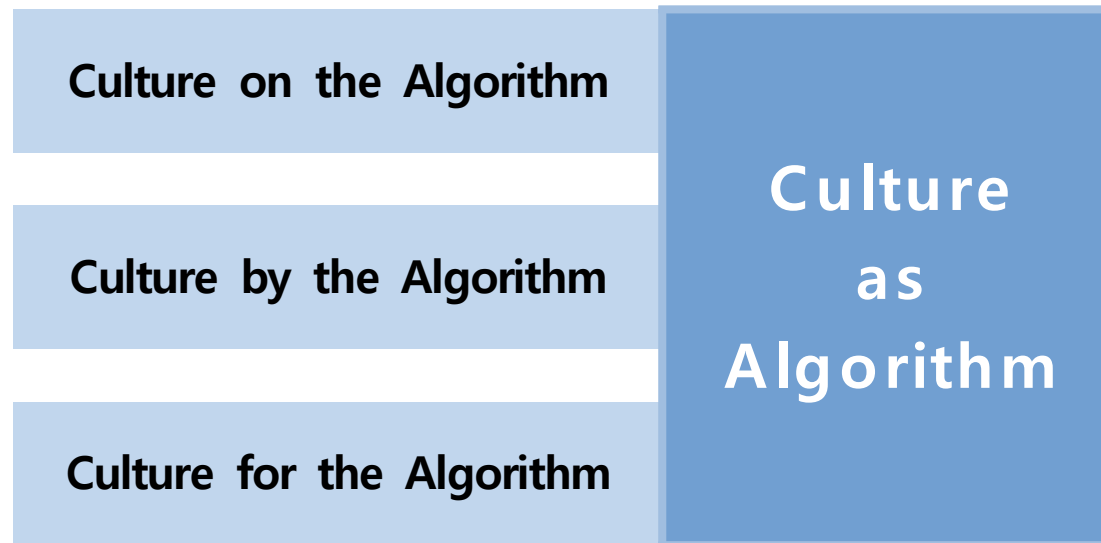 Culture on the Algorithm
Culture by the Algorithm
Culture for the Algorithm
Culture
as
Algorithm